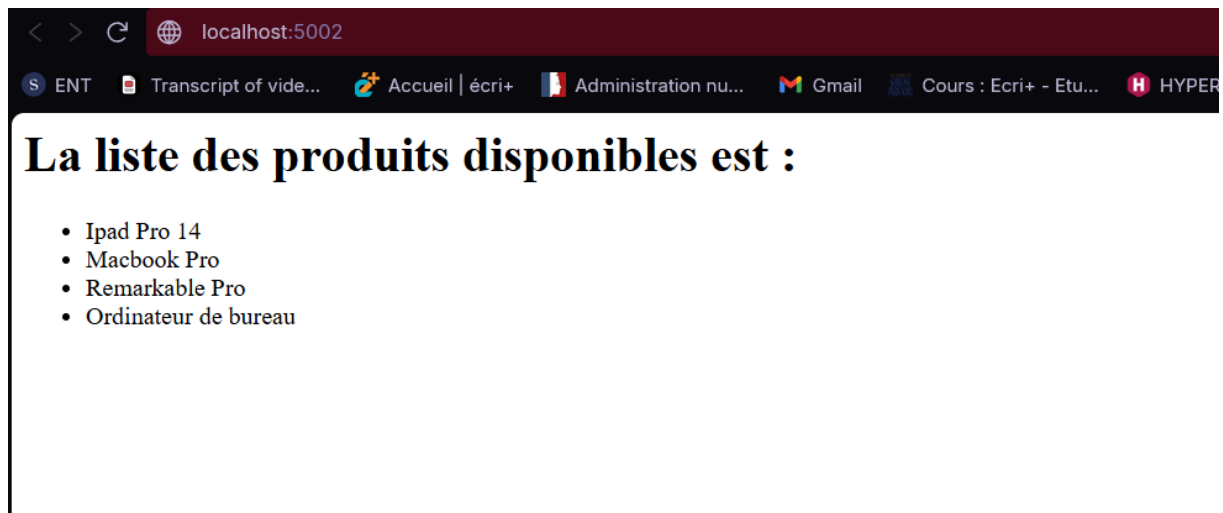 localhost:5002
ENT Transcript of vide... Accueil | écri+ Administration nu... Gmail Cours : Ecri+ - Etu... HYPER
La liste des produits disponibles est :
Ipad Pro 14
Macbook Pro
Remarkable Pro
Ordinateur de bureau